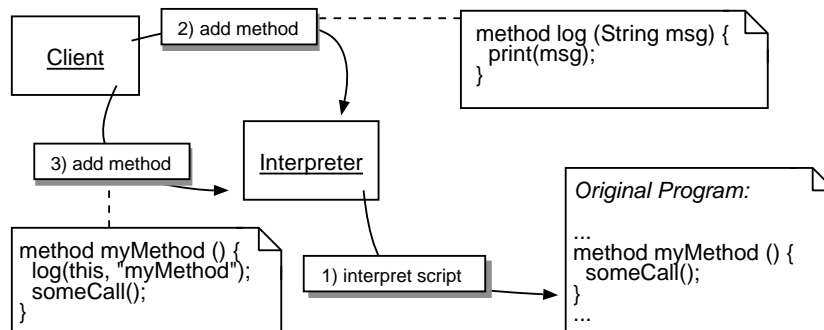 2) add method
method log (String msg) {
print(msg);
}
Client
3) add method
Interpreter
method myMethod () {
log(this, "myMethod");
someCall();
}
1) interpret script
Original Program:
...
method myMethod () {
someCall();
}
...